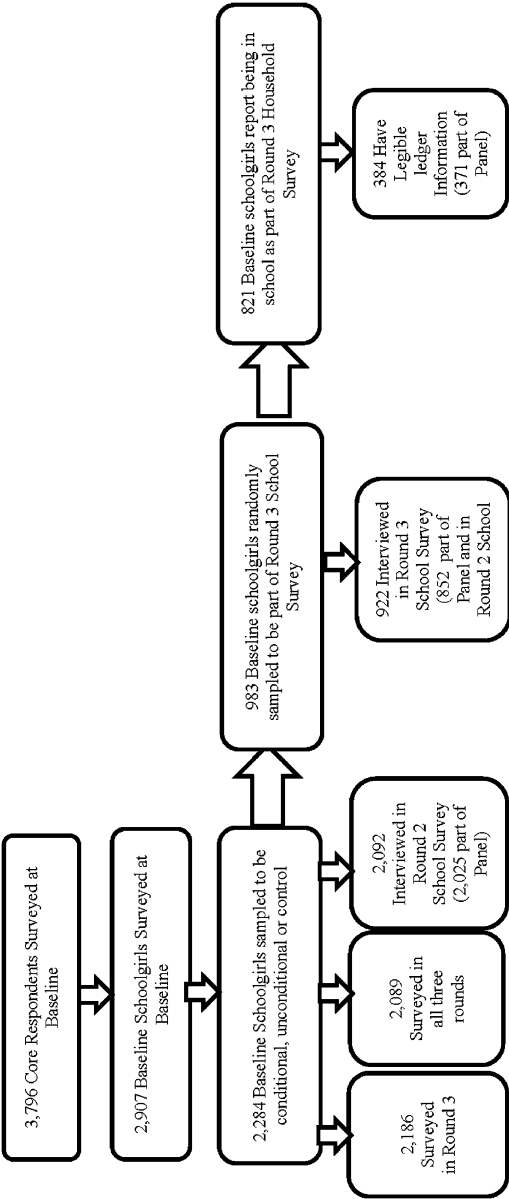 3,796 Core Respondents Surveyed at
Baseline
2,907 Baseline Schoolgirls Surveyed at
Baseline
2,284 Baseline Schoolgirls sampled to be
conditional, unconditional or control
983 Baseline schoolgirls randomly
sampled to be part of Round 3 School
Survey
821 Baseline schoolgirls report being in
school as part of Round 3 Household
Survey
2,186
Surveyed
in Round 3
2,089
Surveyed in
all three
rounds
2,092
Interviewed in
Round 2
School Survey
(2,025 part of
Panel)
922 Interviewed
in Round 3
School Survey
(852 part of
Panel and in
Round 2 School
384 Have
Legible
ledger
Information
(371 part of
Panel)